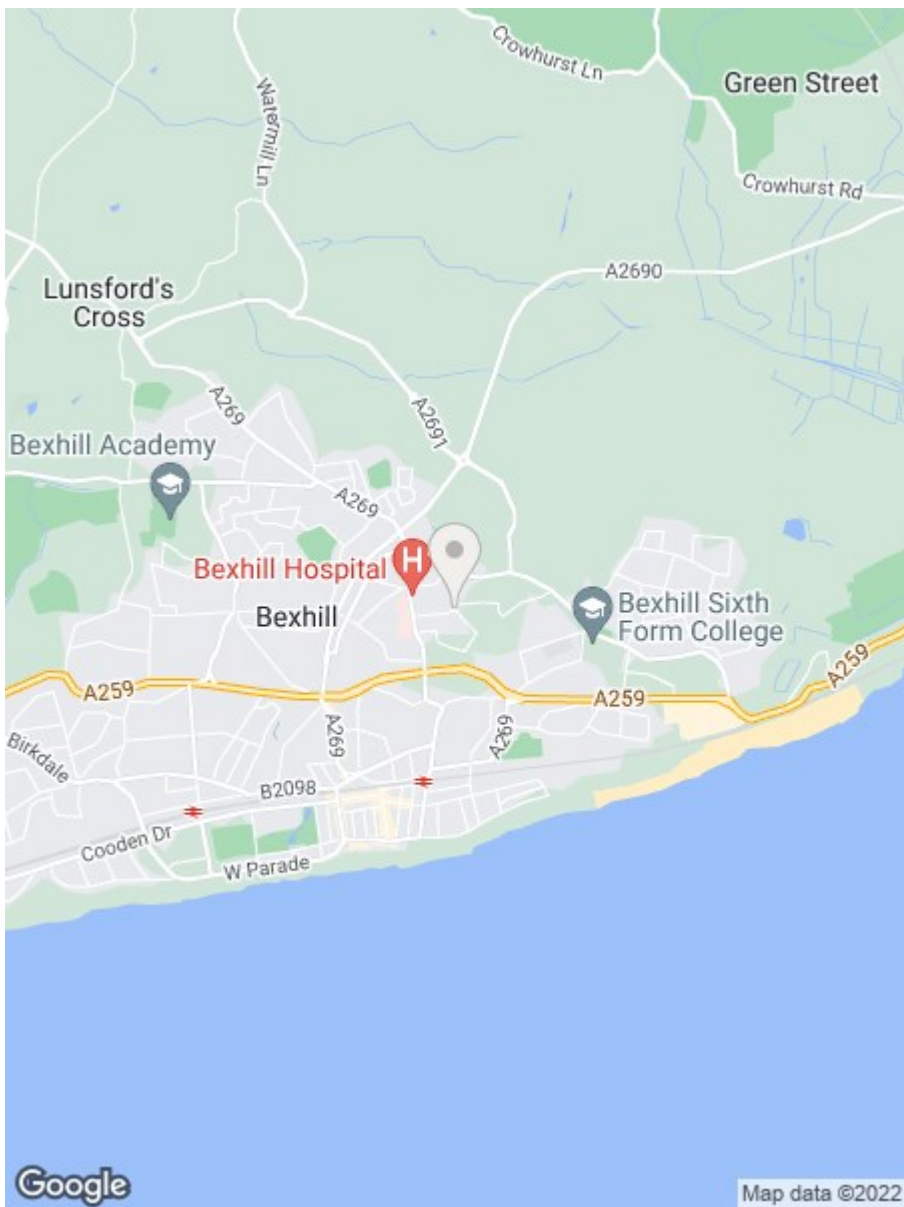 Crowhurst Ln
Green Street
Watermill Ln
Crowhurst Rd
A2690
Lunsford's
Cross
A269
A2691
Bexhill Academy
A269
H
Bexhill Hospital
Bexhill
Bexhill Sixth
Form College
A259
A259
A259
A269
A269
Birkdale
B2098
Cooden Dr
W Parade
Google
Map data ©2022